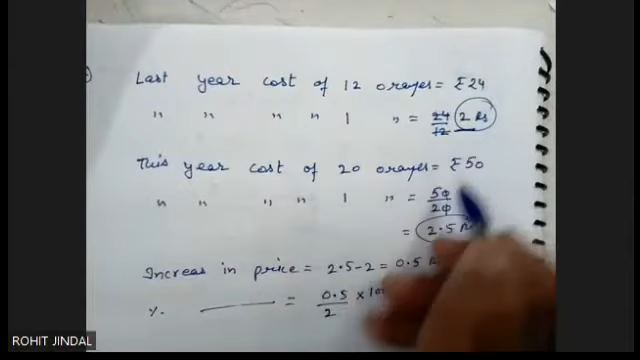 Last year cost of 12 oranges = ₹24
" " " " 1 " = 24/12 2 Rs
This year cost of 20 oranges = ₹50
" " " " 1 " = 50/20
= 2.5
Increas in price = 2.5-2 = 0.5
%. ——— = 0.5/2 ×
ROHIT JINDAL